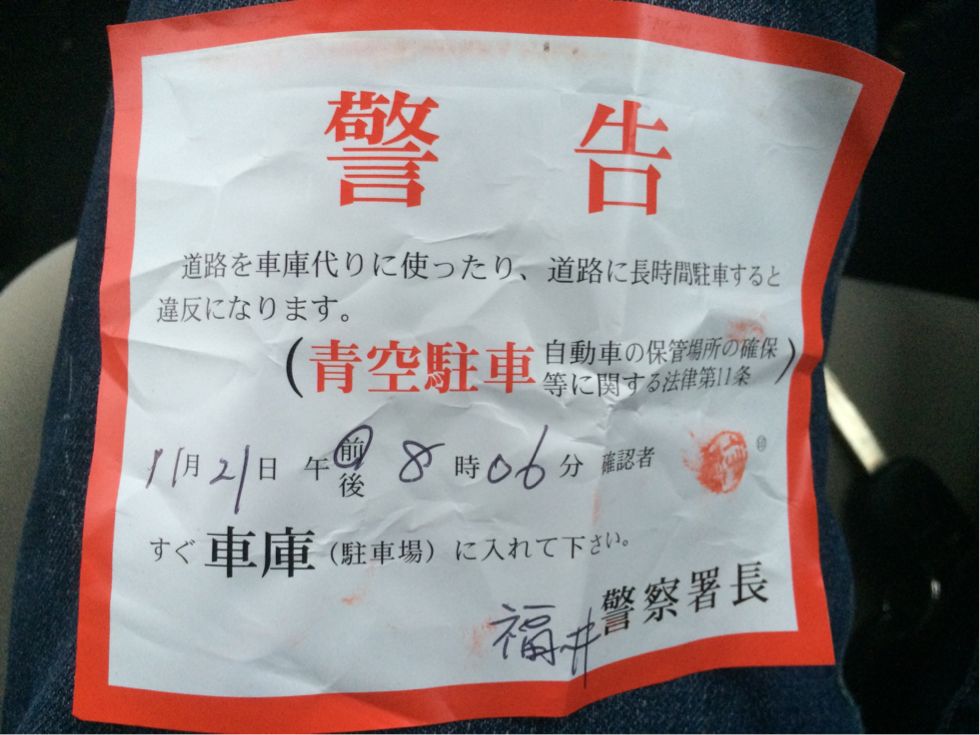 警告
道路を車庫代りに使ったり、道路に長時間駐車すると
違反になります。
(青空駐車 自動車の保管場所の確保
等に関する法律第11条)
11月21日 午前後 8時06分 確認者 ㊞
すぐ車庫(駐車場)に入れて下さい。
福井警察署長